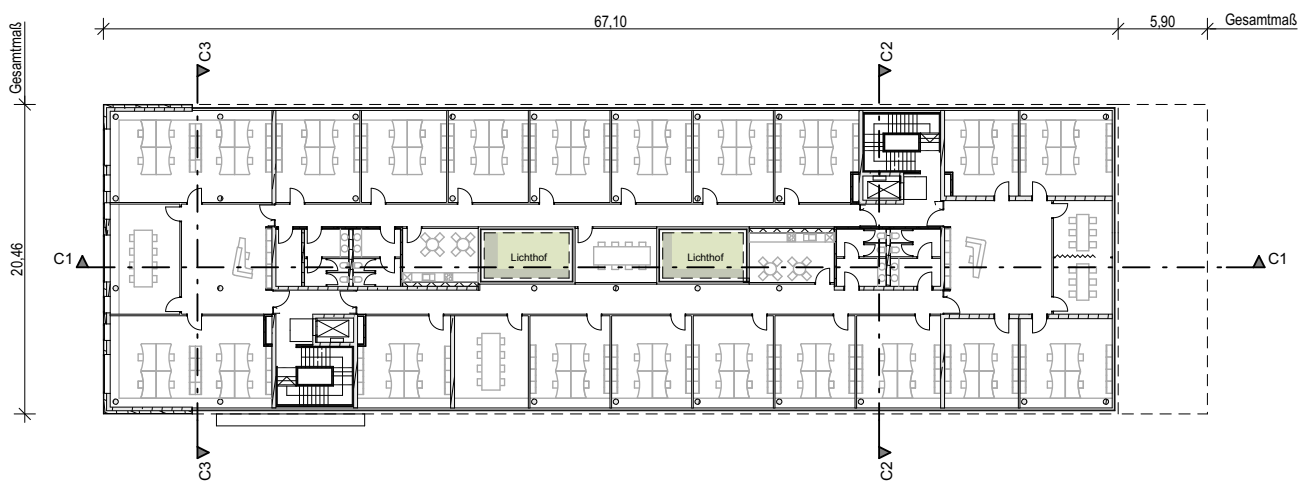 67,10
5,90
Gesamtmaß
Gesamtmaß
C3
C2
20,46
C1
Lichthof
Lichthof
C1
C3
C2